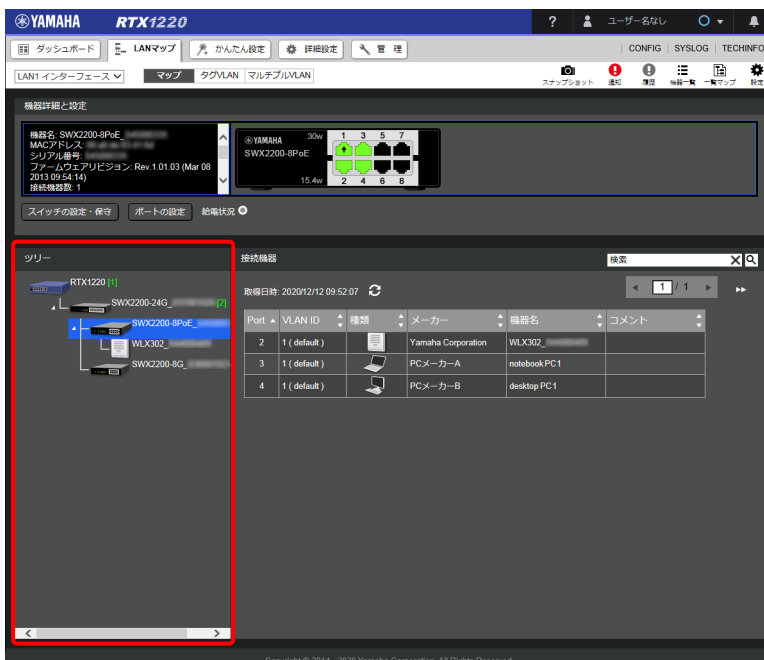 YAMAHA RTX1220 ? ユーザーなし
ダッシュボード LANマップ かんたん設定 詳細設定 管 理 CONFIG SYSLOG TECHINFO
LAN1 インターフェース マップ タグVLAN マルチプルVLAN スナップショット 通知 履歴 機器一覧 一覧マップ 設定
機器詳細と設定
機器名: SWX2200-8PoE_
MACアドレス:
シリアル番号:
ファームウェアリビジョン: Rev.1.01.03 (Mar 08
2013 09:54:14)
接続機器数: 1
YAMAHA 30w 1 3 5 7
SWX2200-8PoE
15.4w 2 4 6 8
スイッチの設定・保守 ポートの設定 給電状況
ツリー
RTX1220 [1]
SWX2200-24G_ [2]
SWX2200-8PoE_
WLX302_
SWX2200-8G_
接続機器 検索
取得日時: 2020/12/12 09:52:07 1 / 1
Port VLAN ID 種類 メーカー 機器名 コメント
2 1 ( default ) Yamaha Corporation WLX302_
3 1 ( default ) PCメーカーA notebook PC1
4 1 ( default ) PCメーカーB desktop PC1